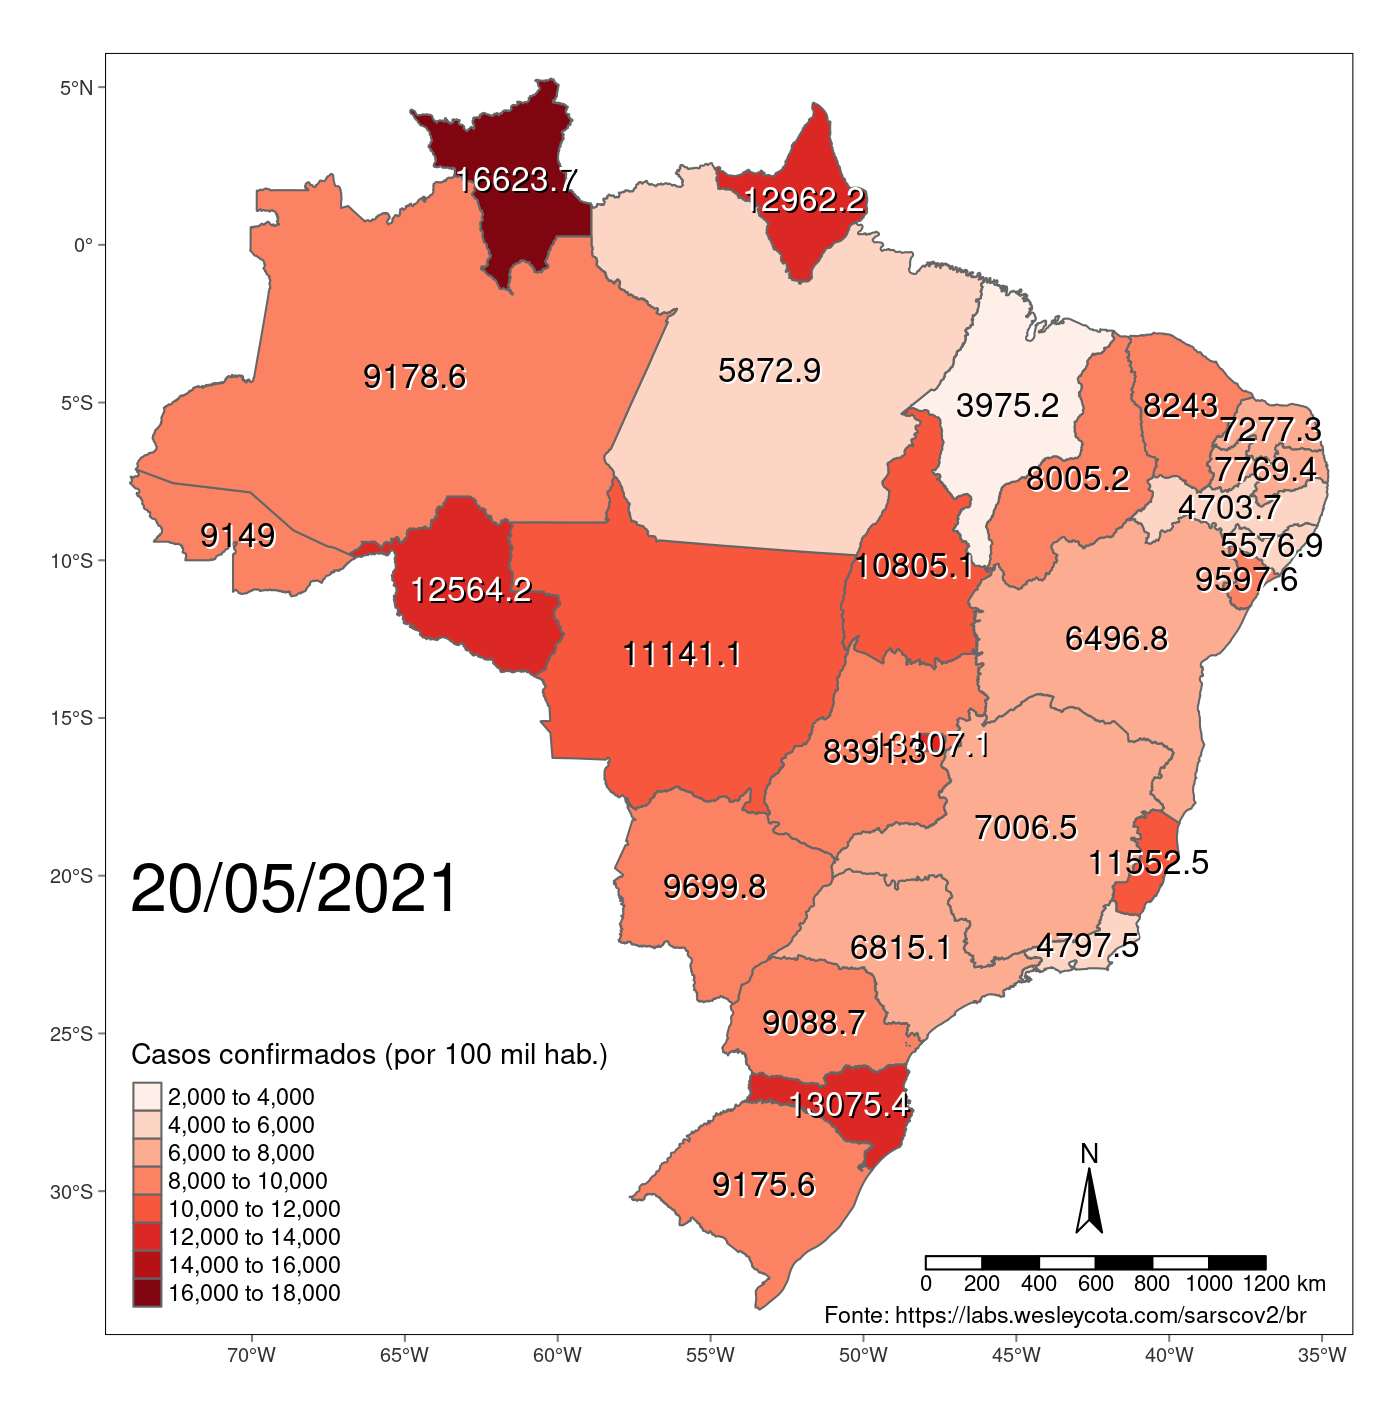 5°N
0°
5°S
10°S
15°S
20°S
25°S
30°S
16623.7
12962.2
9178.6
5872.9
3975.2
8243
7277.3
8005.2
7769.4
4703.7
9149
5576.9
10805.1
9597.6
12564.2
6496.8
11141.1
13107.1
8391.3
7006.5
11552.5
20/05/2021
9699.8
6815.1
4797.5
9088.7
13075.4
9175.6
Casos confirmados (por 100 mil hab.)
2,000 to 4,000
4,000 to 6,000
6,000 to 8,000
8,000 to 10,000
10,000 to 12,000
12,000 to 14,000
14,000 to 16,000
16,000 to 18,000
N
0 200 400 600 800 1000 1200 km
Fonte: https://labs.wesleycota.com/sarscov2/br
70°W 65°W 60°W 55°W 50°W 45°W 40°W 35°W